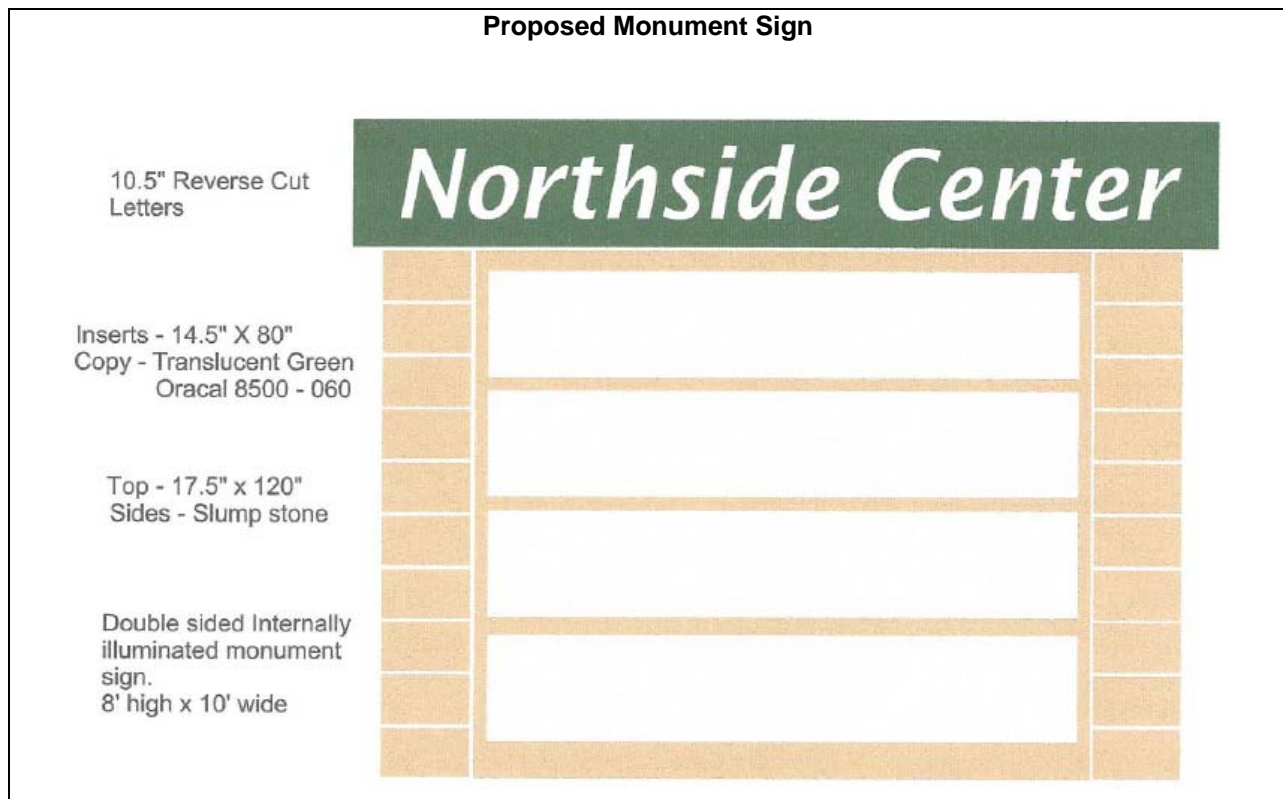 Proposed Monument Sign
Northside Center
10.5" Reverse Cut
Letters
Inserts - 14.5" X 80"
Copy - Translucent Green
Oracal 8500 - 060
Top - 17.5" x 120"
Sides - Slump stone
Double sided Internally
illuminated monument
sign.
8' high x 10' wide